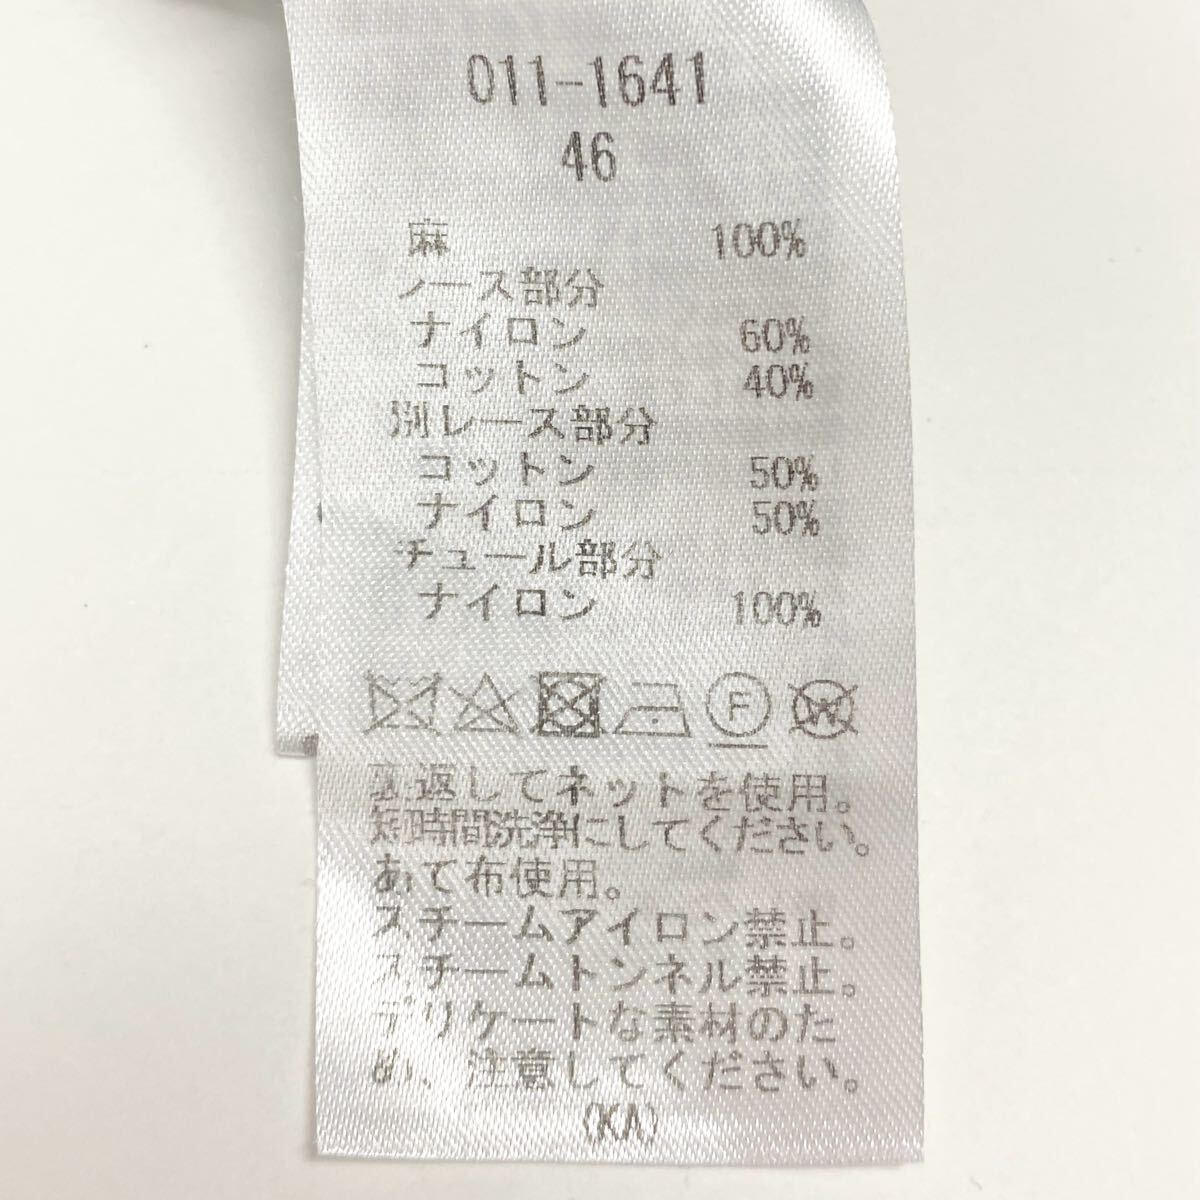 011-1641
46
麻 100%
レース部分
ナイロン 60%
コットン 40%
別レース部分
コットン 50%
ナイロン 50%
チュール部分
ナイロン 100%
F
W
裏返してネットを使用。
短時間洗浄にしてください。
あて布使用。
スチームアイロン禁止。
スチームトンネル禁止。
デリケートな素材のた
め、注意してください。
(KA)